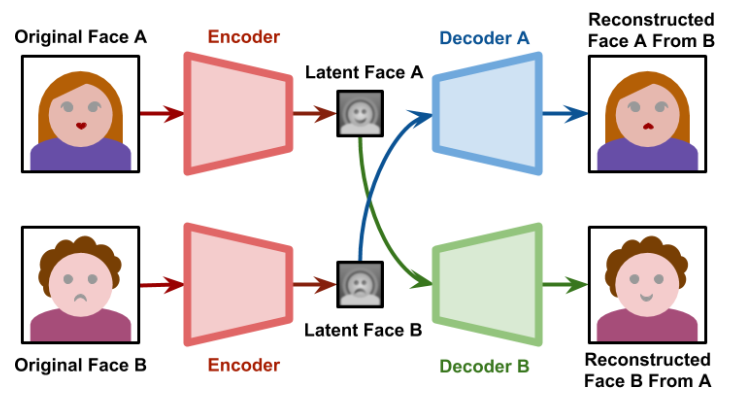 Original Face A
Encoder
Latent Face A
Decoder A
Reconstructed
Face A From B
Original Face B
Encoder
Latent Face B
Decoder B
Reconstructed
Face B From A